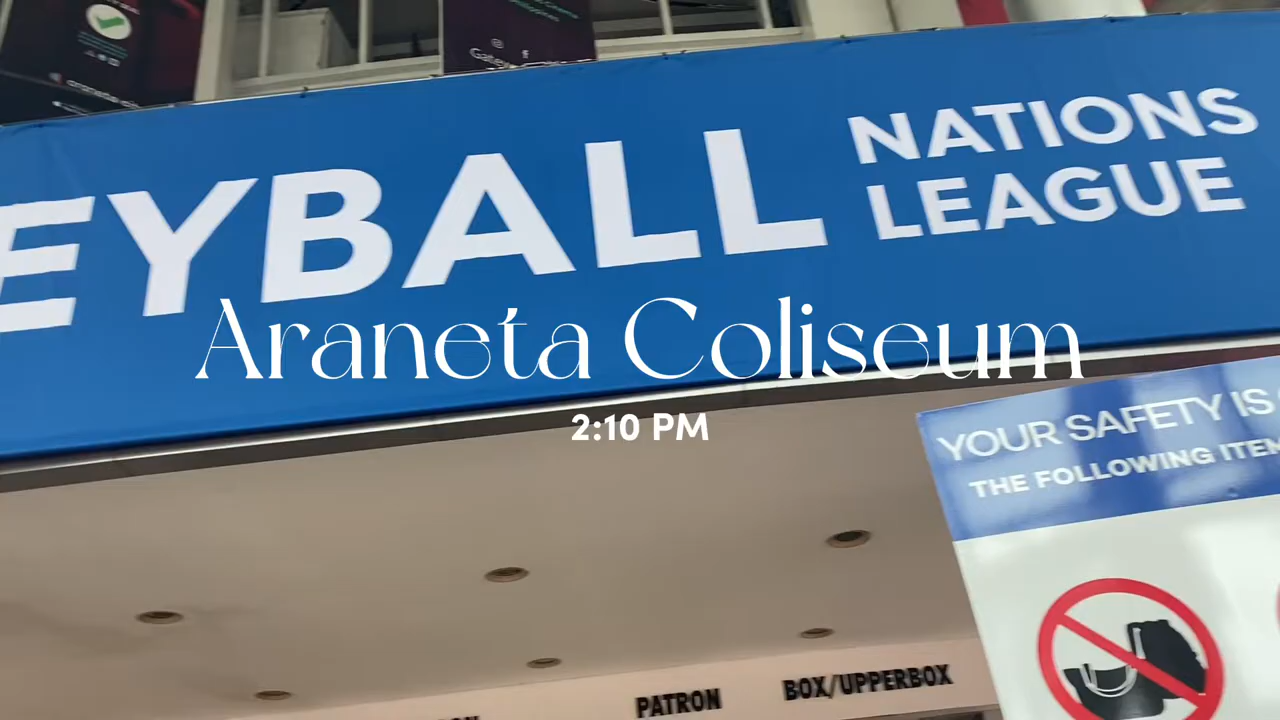 EYBALL
NATIONS
LEAGUE
Araneta Coliseum
2:10 PM
YOUR SAFETY IS
THE FOLLOWING ITEM
PATRON
BOX/UPPERBOX